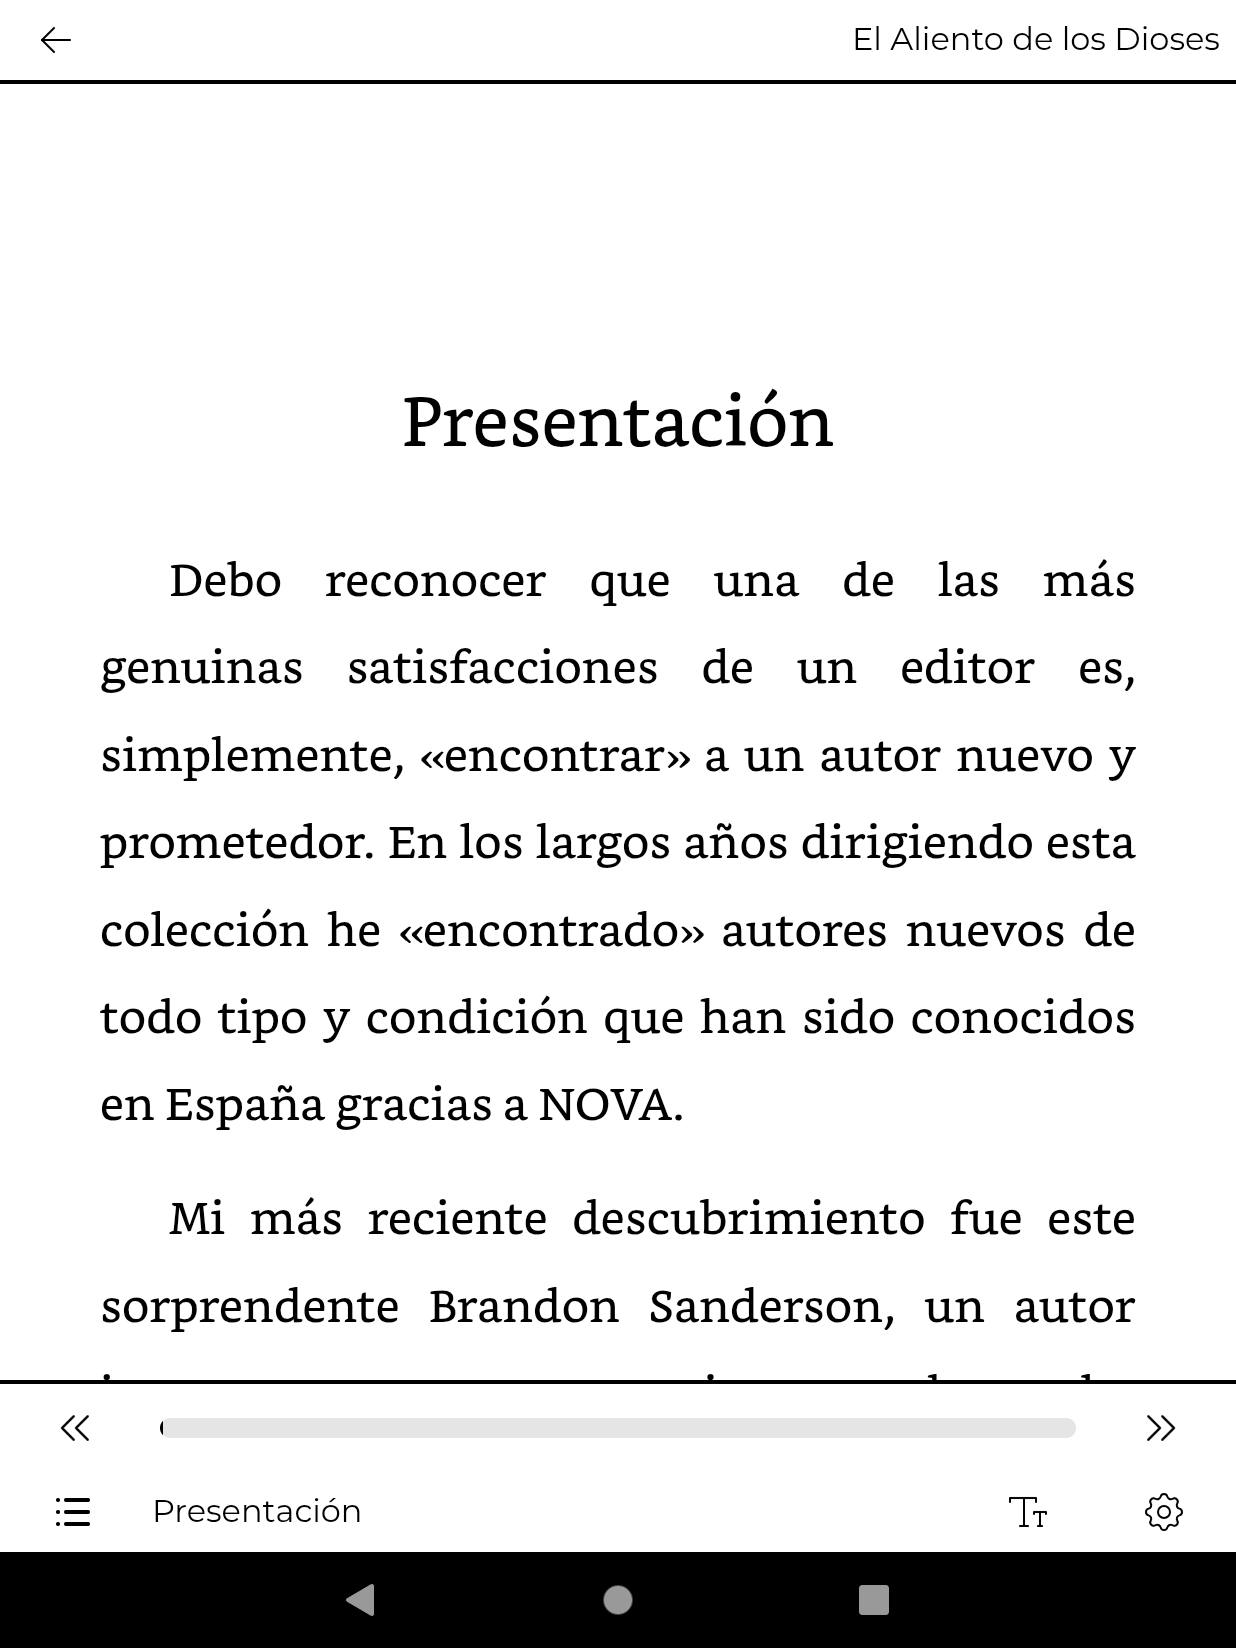 El Aliento de los Dioses
Presentación
Debo reconocer que una de las más
genuinas satisfacciones de un editor es,
simplemente, «encontrar» a un autor nuevo y
prometedor. En los largos años dirigiendo esta
colección he «encontrado» autores nuevos de
todo tipo y condición que han sido conocidos
en España gracias a NOVA.
Mi más reciente descubrimiento fue este
sorprendente Brandon Sanderson, un autor
Presentación